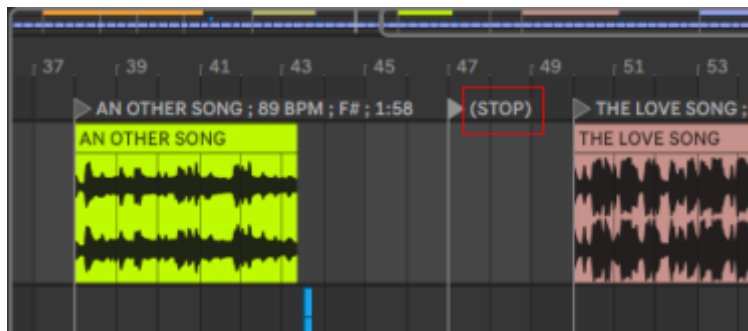 37 39 41 43 45 47 49 51 53
AN OTHER SONG ; 89 BPM ; F# ; 1:58 (STOP) THE LOVE SONG ;
AN OTHER SONG THE LOVE SONG